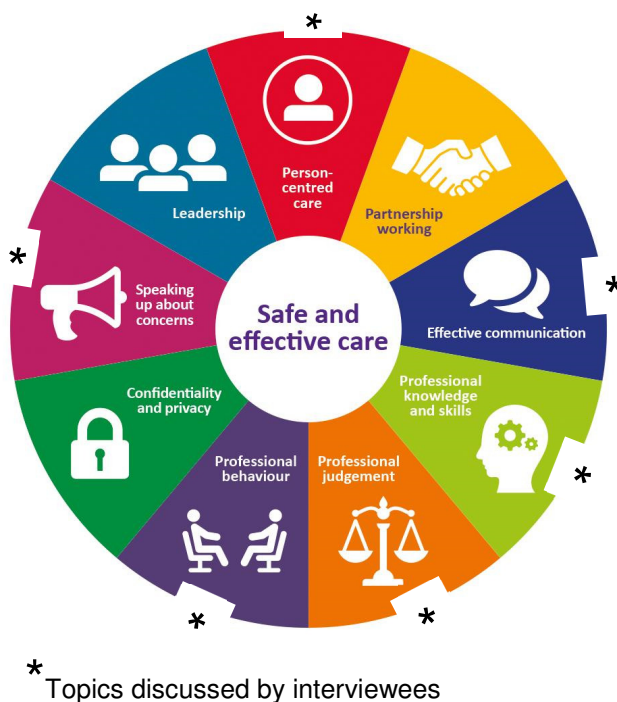 *
Person-
centred
care
Partnership
working
*
Effective communication
Professional
knowledge
and skills
*
Professional
judgement
*
Professional
behaviour
*
Confidentiality
and privacy
*
Speaking
up about
concerns
Leadership
Safe and
effective care
* Topics discussed by interviewees